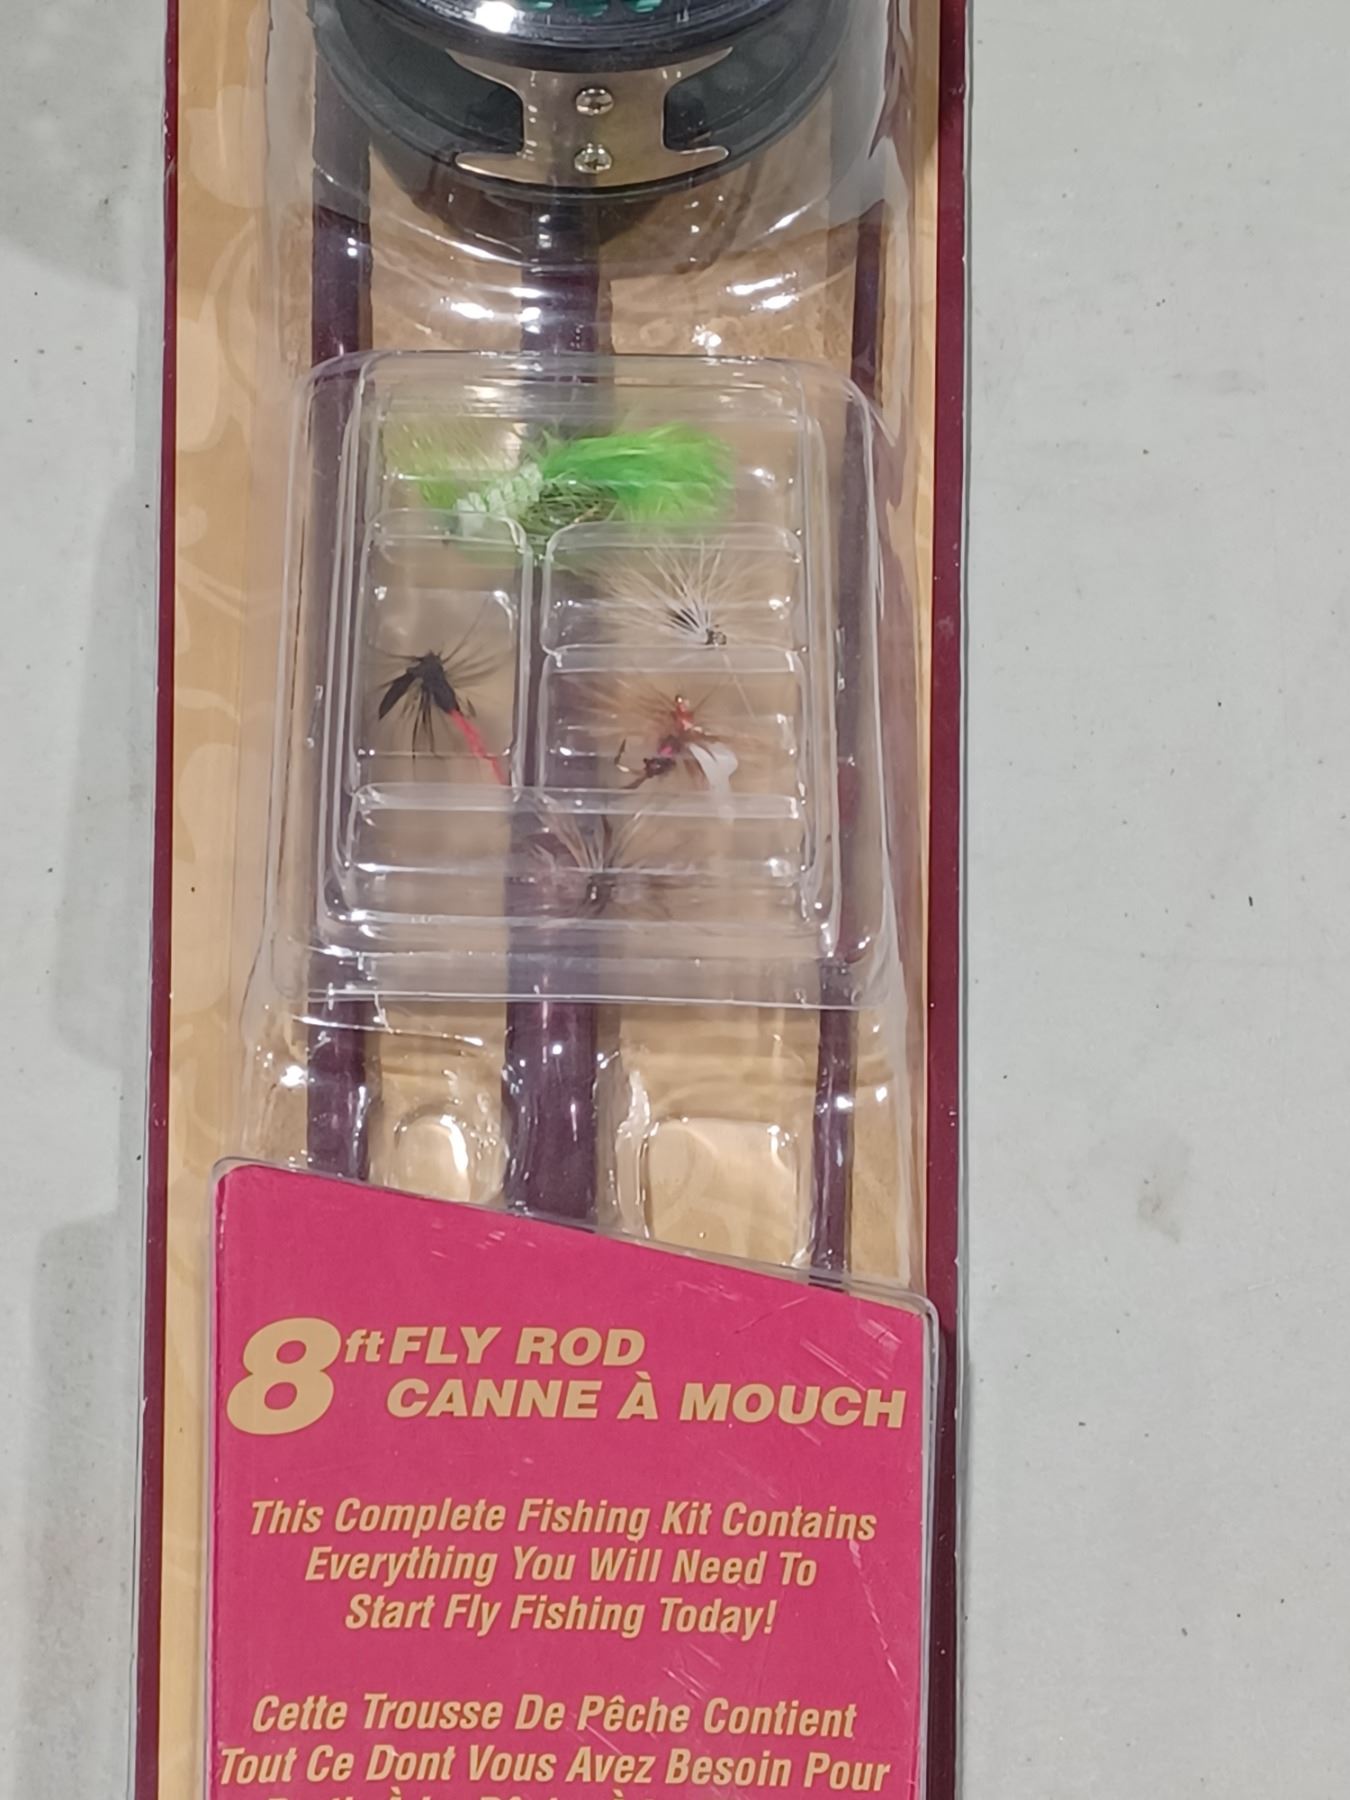 8ft FLY ROD
CANNE À MOUCH
This Complete Fishing Kit Contains
Everything You Will Need To
Start Fly Fishing Today!
Cette Trousse De Pêche Contient
Tout Ce Dont Vous Avez Besoin Pour